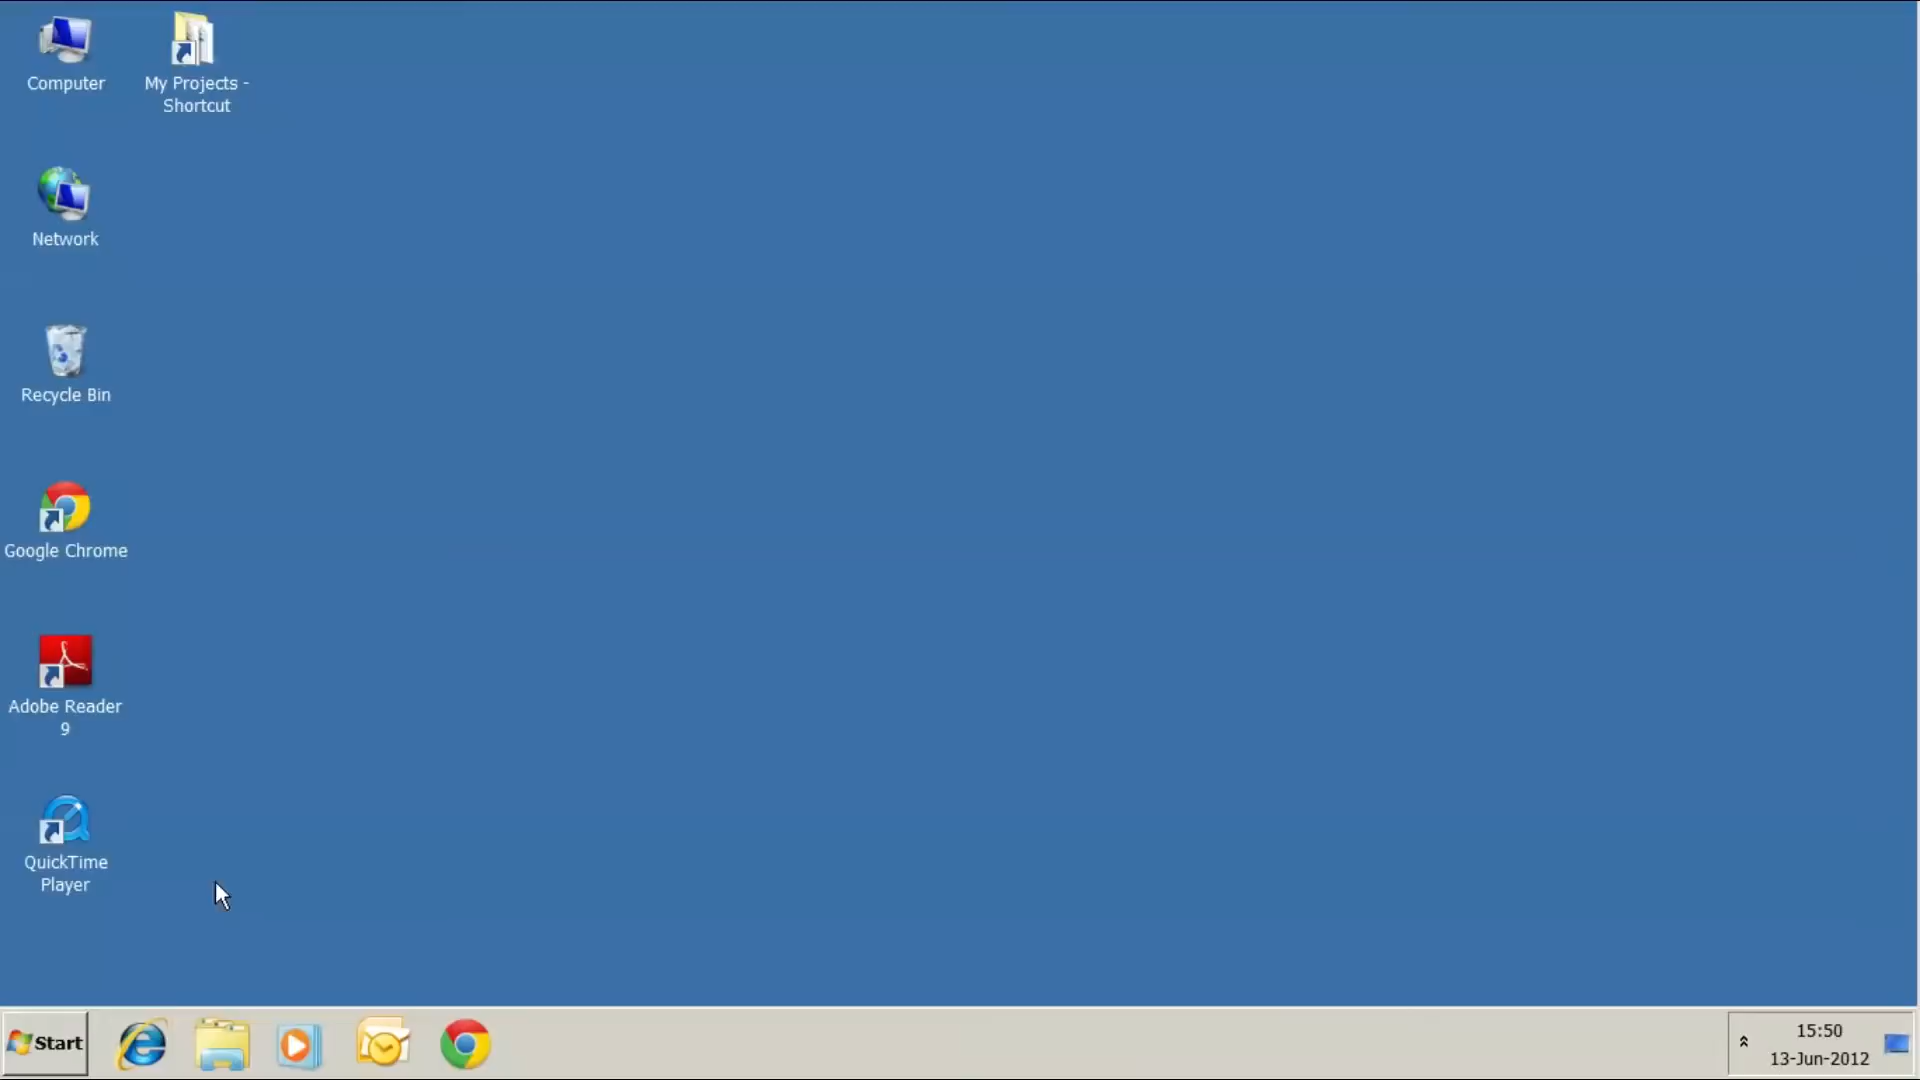 Computer
My Projects -
Shortcut
Network
Recycle Bin
Google Chrome
Adobe Reader
9
QuickTime
Player
Start
15:50
13-Jun-2012